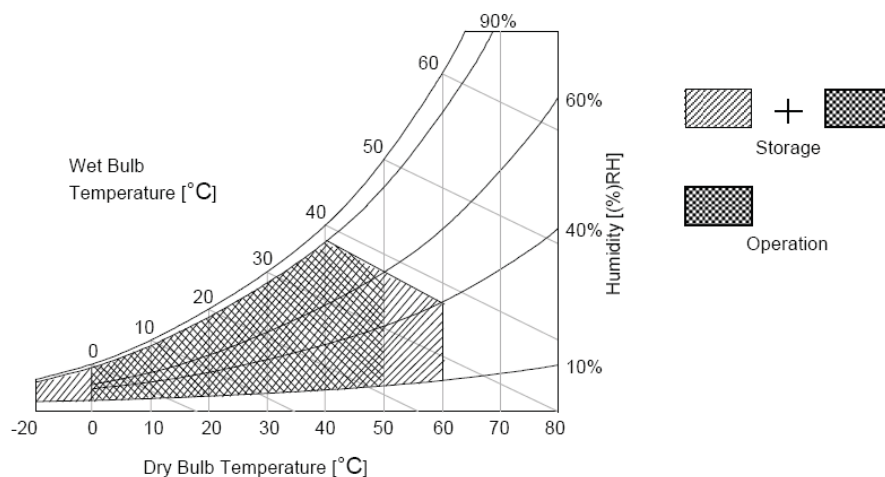 90%
60
60%
50
Wet Bulb
Temperature [°C]
40
40%
30
20
10
0
10%
Humidity [(%)RH]
-20 0 10 20 30 40 50 60 70 80
Dry Bulb Temperature [°C]
+
Storage
Operation